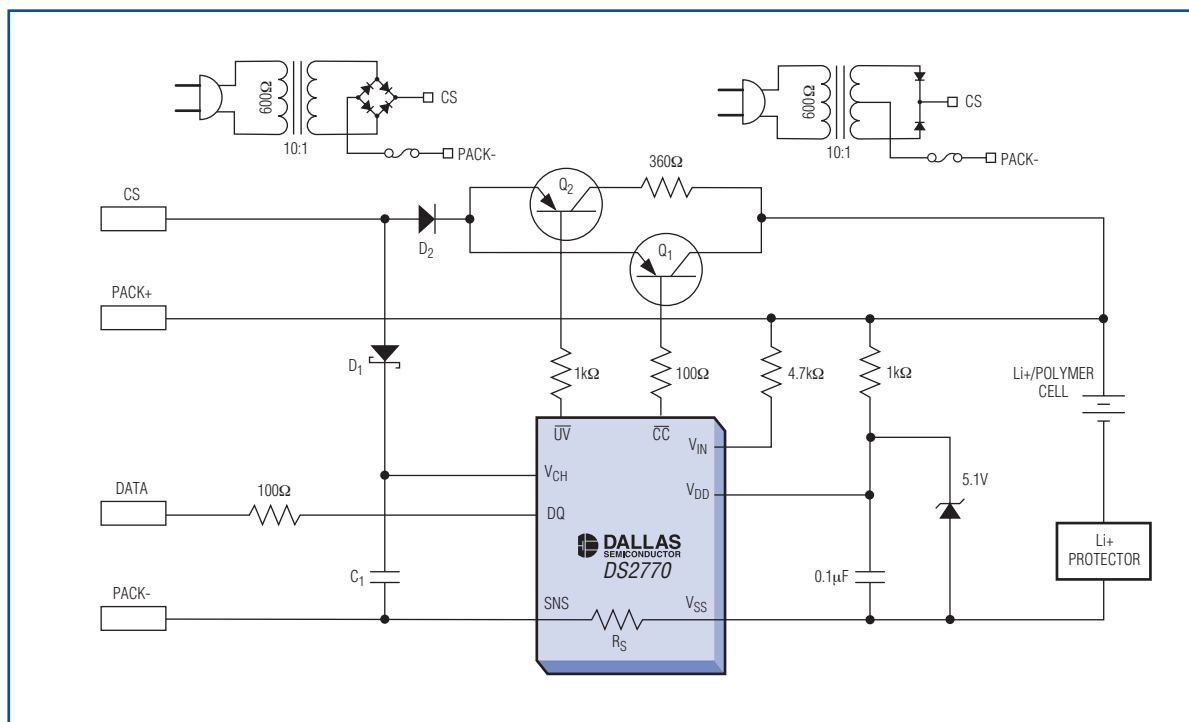 600Ω
10:1
CS
PACK-
600Ω
10:1
CS
PACK-
CS
D2
Q2
360Ω
Q1
PACK+
D1
1kΩ
100Ω
4.7kΩ
1kΩ
Li+/POLYMER
CELL
UV
CC
VIN
VCH
VDD
5.1V
DATA
100Ω
DQ
DALLAS
SEMICONDUCTOR
DS2770
Li+
PROTECTOR
C1
0.1µF
PACK-
SNS
VSS
RS